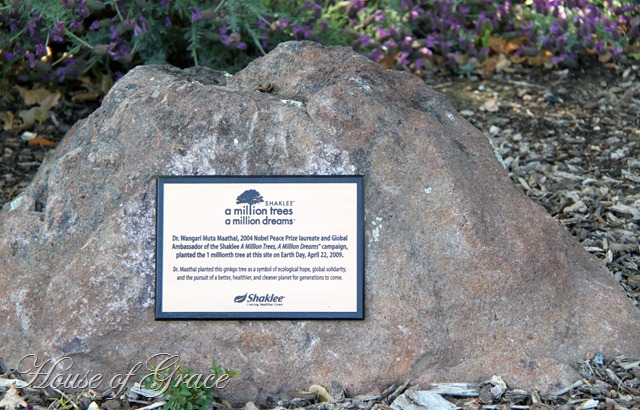 SHAKLEE™
a million trees
a million dreams™
Dr. Wangari Muta Maathai, 2004 Nobel Peace Prize laureate and Global
Ambassador of the Shaklee A Million Trees, A Million Dreams™ campaign,
planted the 1 millionth tree at this site on Earth Day, April 22, 2009.
Dr. Maathai planted this ginkgo tree as a symbol of ecological hope, global solidarity,
and the pursuit of a better, healthier, and cleaner planet for generations to come.
Shaklee
House of Grace